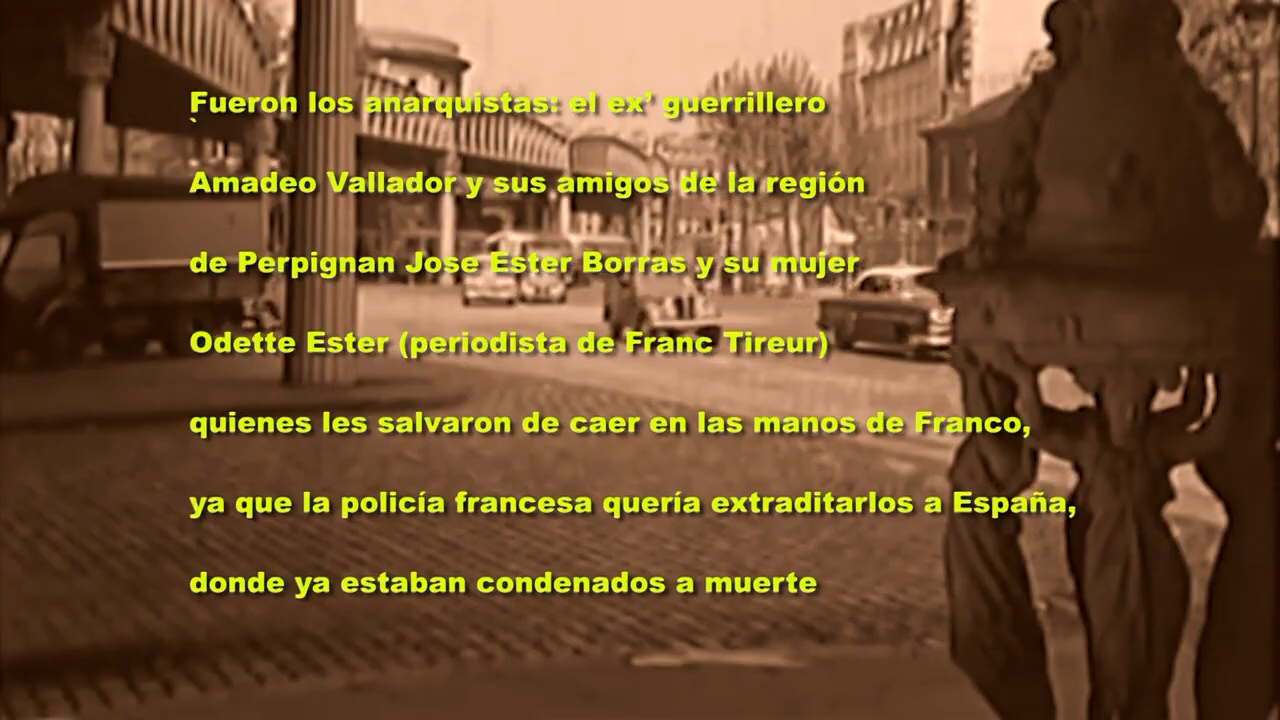 Fueron los anarquistas: el ex’ guerrillero
`
Amadeo Vallador y sus amigos de la región
de Perpignan Jose Ester Borras y su mujer
Odette Ester (periodista de Franc Tireur)
quienes les salvaron de caer en las manos de Franco,
ya que la policía francesa quería extraditarlos a España,
donde ya estaban condenados a muerte